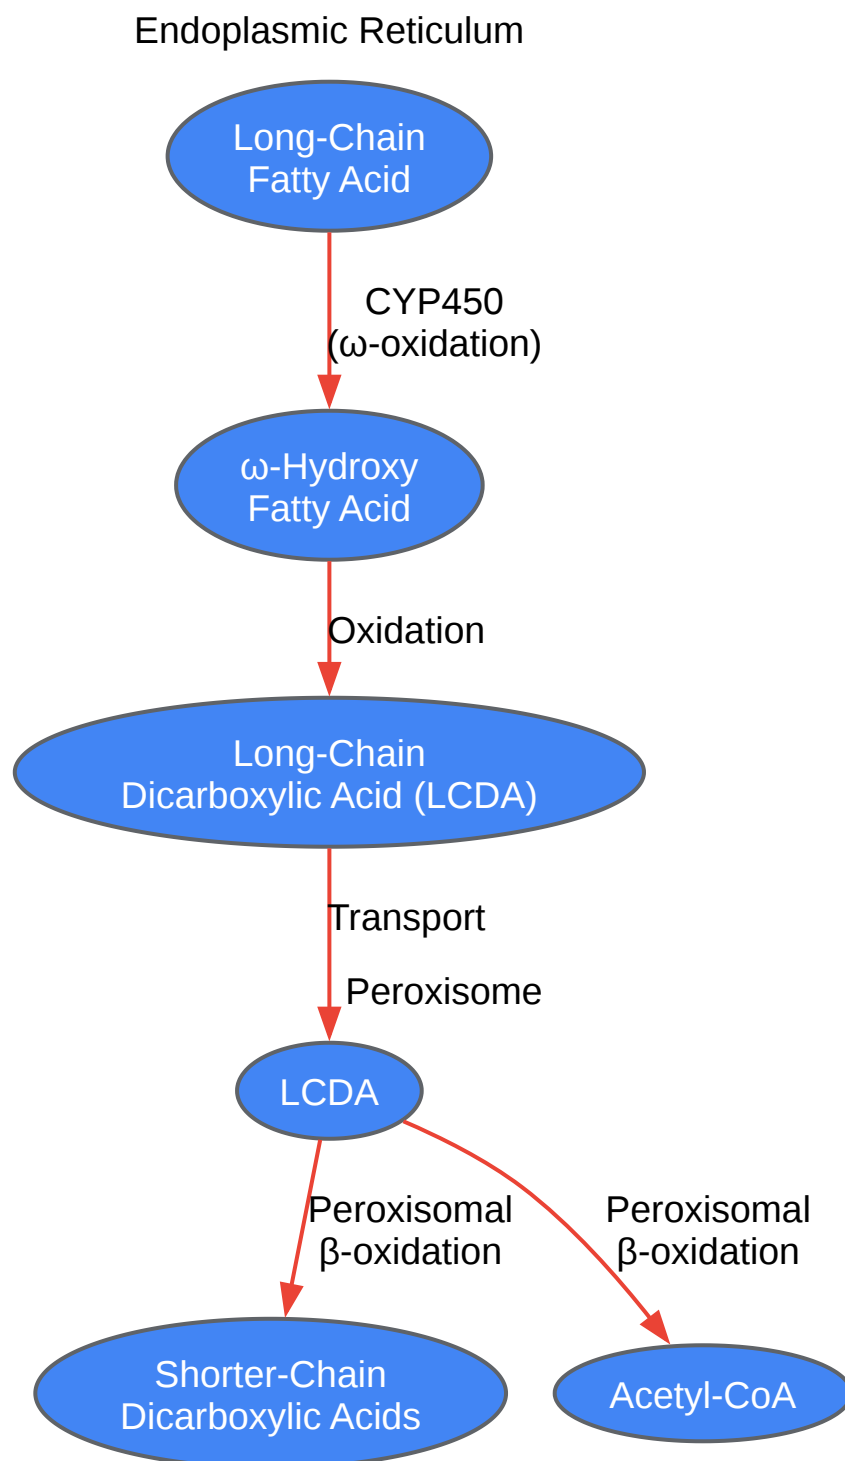 Endoplasmic Reticulum
Long-Chain
Fatty Acid
CYP450
(ω-oxidation)
ω-Hydroxy
Fatty Acid
Oxidation
Long-Chain
Dicarboxylic Acid (LCDA)
Transport
Peroxisome
LCDA
Peroxisomal
β-oxidation
Peroxisomal
β-oxidation
Shorter-Chain
Dicarboxylic Acids
Acetyl-CoA